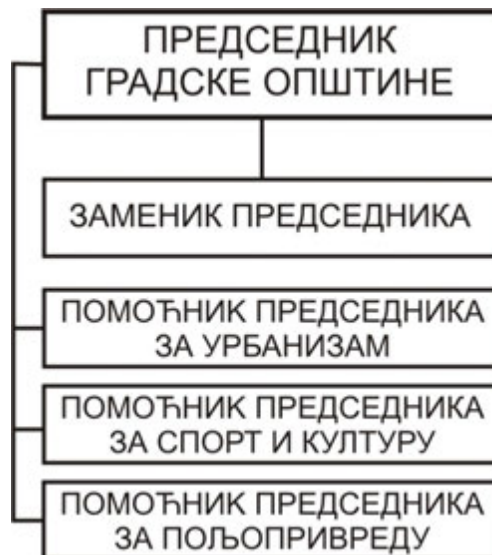 ПРЕДСЕДНИК
ГРАДСКЕ ОПШТИНЕ
ЗАМЕНИК ПРЕДСЕДНИКА
ПОМОЋНИК ПРЕДСЕДНИКА
ЗА УРБАНИЗАМ
ПОМОЋНИК ПРЕДСЕДНИКА
ЗА СПОРТ И КУЛТУРУ
ПОМОЋНИК ПРЕДСЕДНИКА
ЗА ПОЉОПРИВРЕДУ